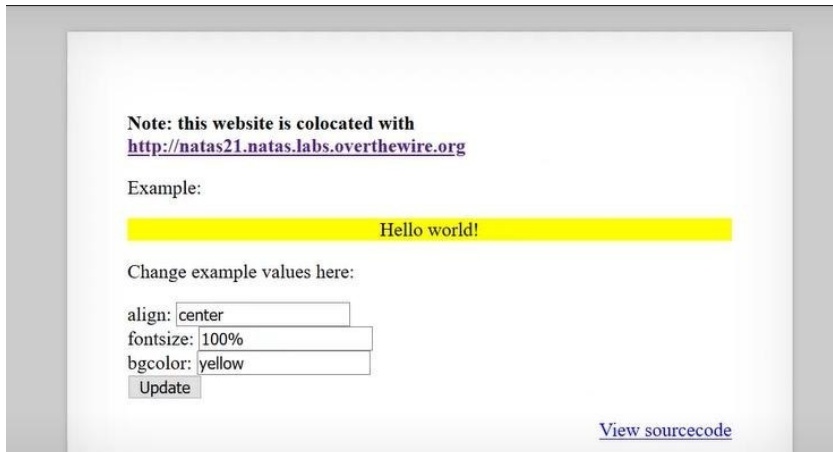 Note: this website is colocated with
http://natas21.natas.labs.overthewire.org
Example:
Hello world!
Change example values here:
align: center
fontsize: 100%
bgcolor: yellow
Update
View sourcecode